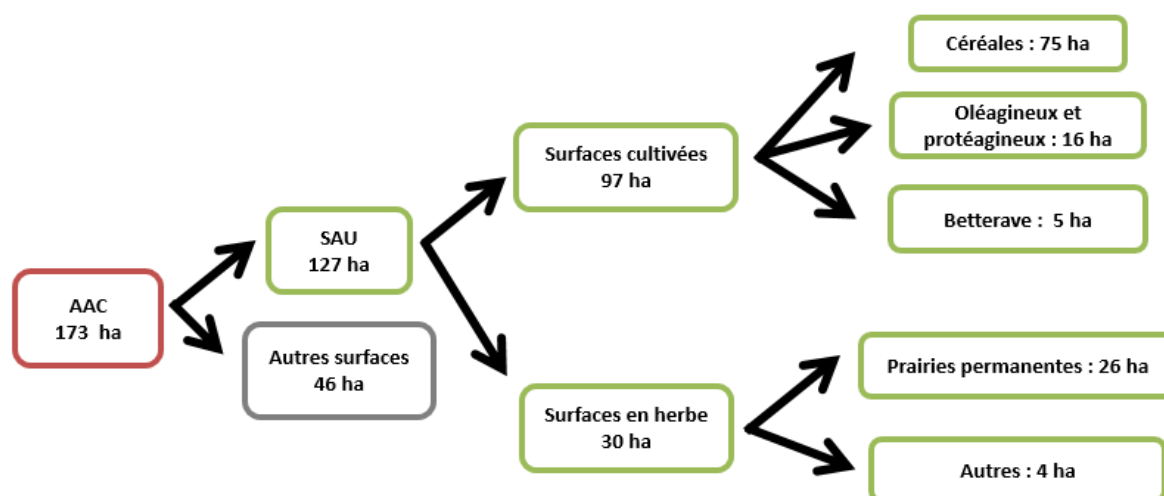 AAC
173 ha
SAU
127 ha
Autres surfaces
46 ha
Surfaces cultivées
97 ha
Surfaces en herbe
30 ha
Céréales : 75 ha
Oléagineux et
protéagineux : 16 ha
Betterave : 5 ha
Prairies permanentes : 26 ha
Autres : 4 ha